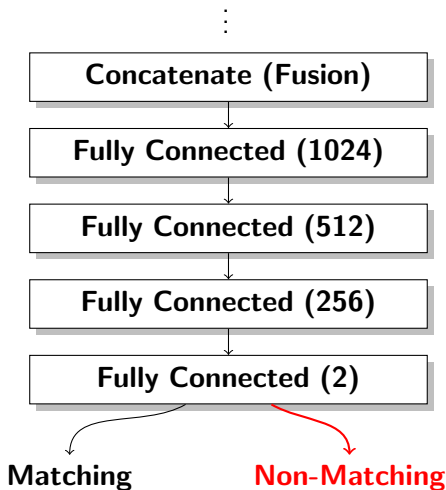 Concatenate (Fusion)
Fully Connected (1024)
Fully Connected (512)
Fully Connected (256)
Fully Connected (2)
Matching Non-Matching